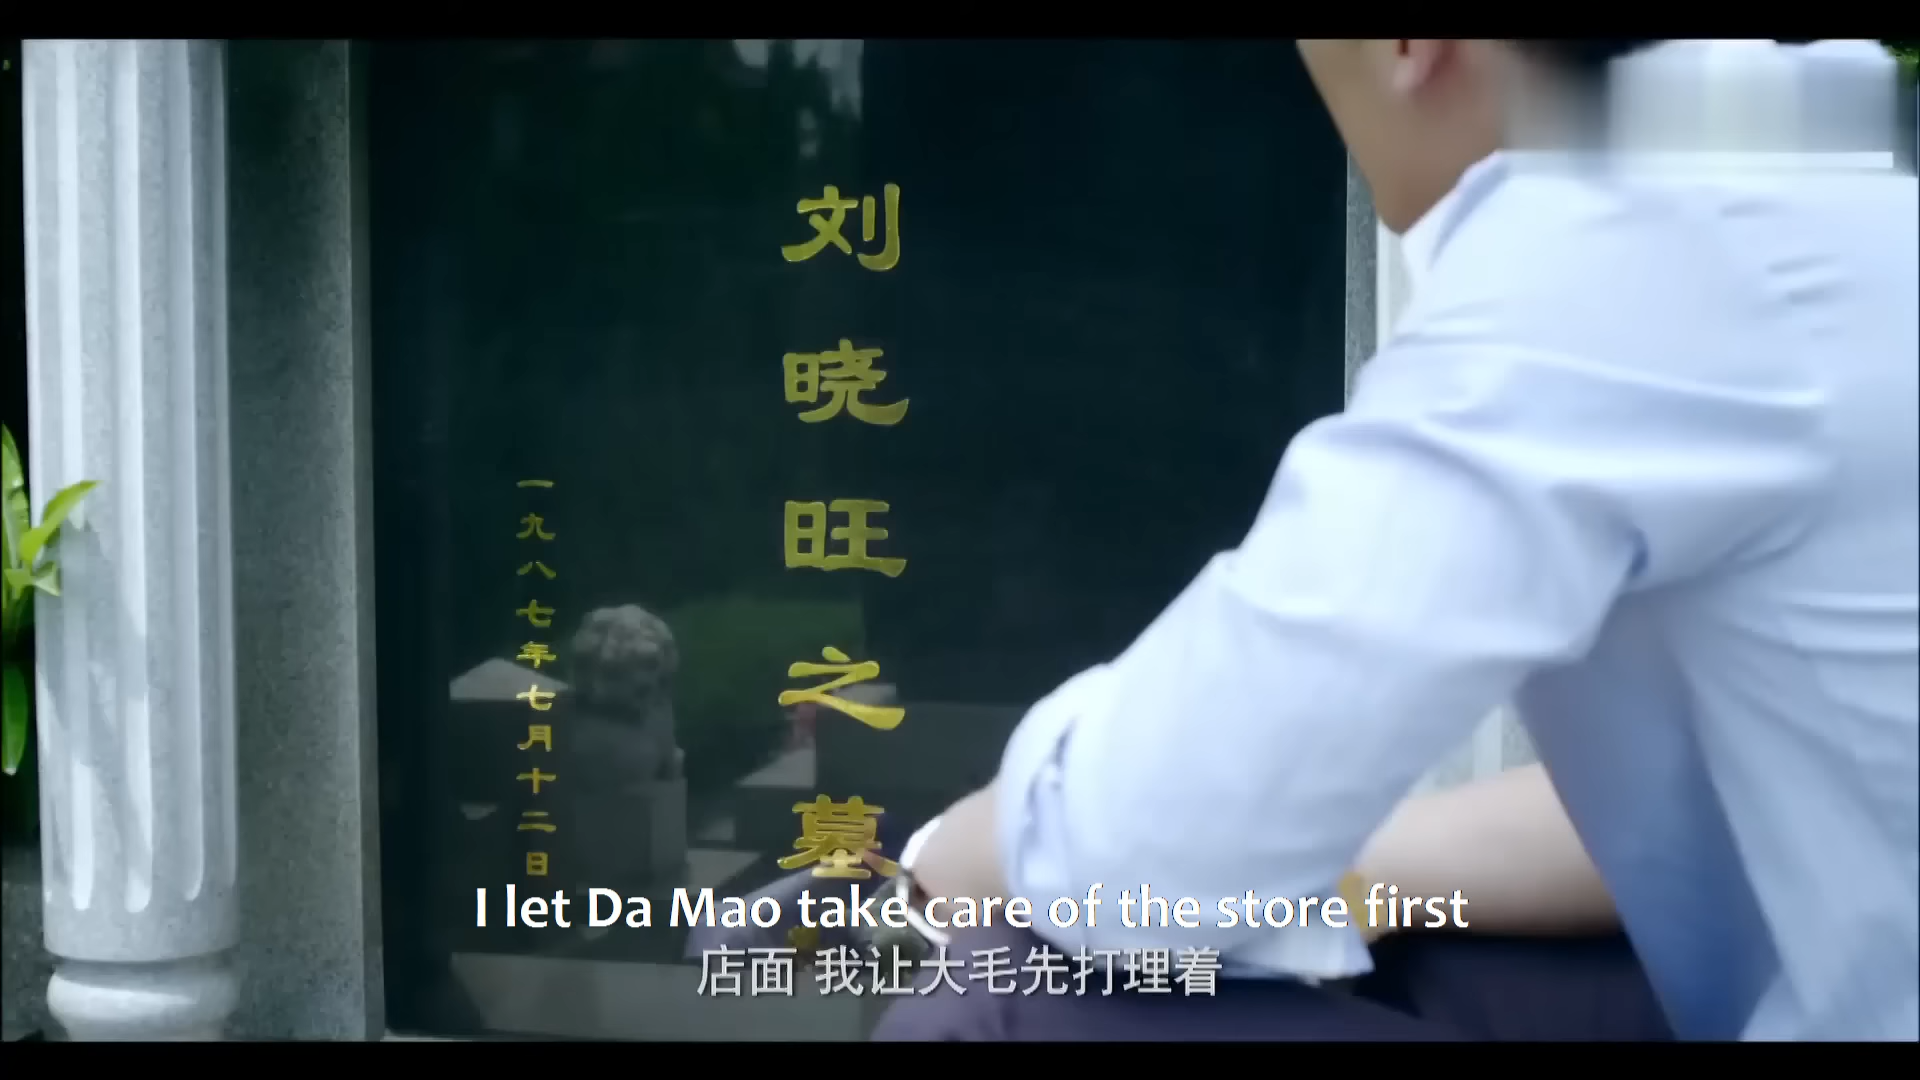 刘晓旺之墓
一九八七年七月十二日
I let Da Mao take care of the store first
店面 我让大毛先打理着